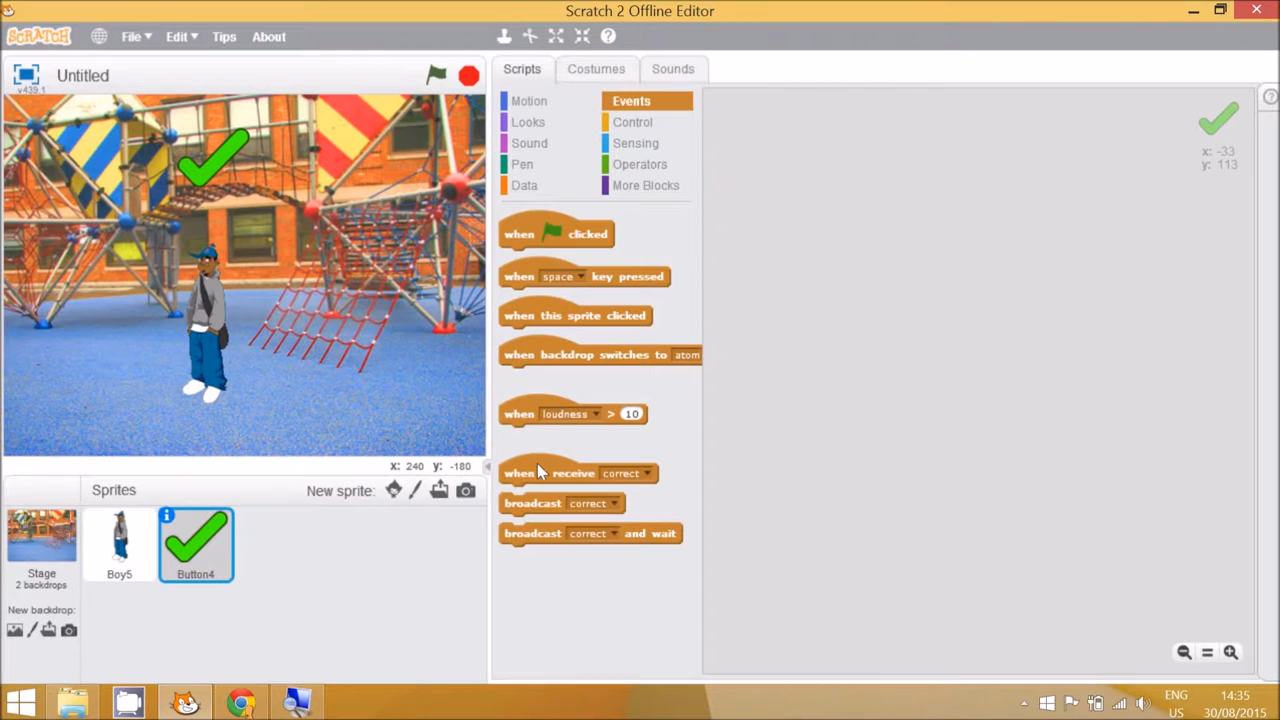 Scratch 2 Offline Editor
SCRATCH File Edit Tips About
v439.1 Untitled
Scripts Costumes Sounds
Motion Events
Looks Control
Sound Sensing
Pen Operators
Data More Blocks
x: -33
y: 113
when clicked
when space key pressed
when this sprite clicked
when backdrop switches to atom
when loudness > 10
when receive correct
broadcast correct
broadcast correct and wait
x: 240 y: -180
Sprites New sprite:
Stage
2 backdrops
New backdrop:
Boy5
Button4
ENG
US
14:35
30/08/2015